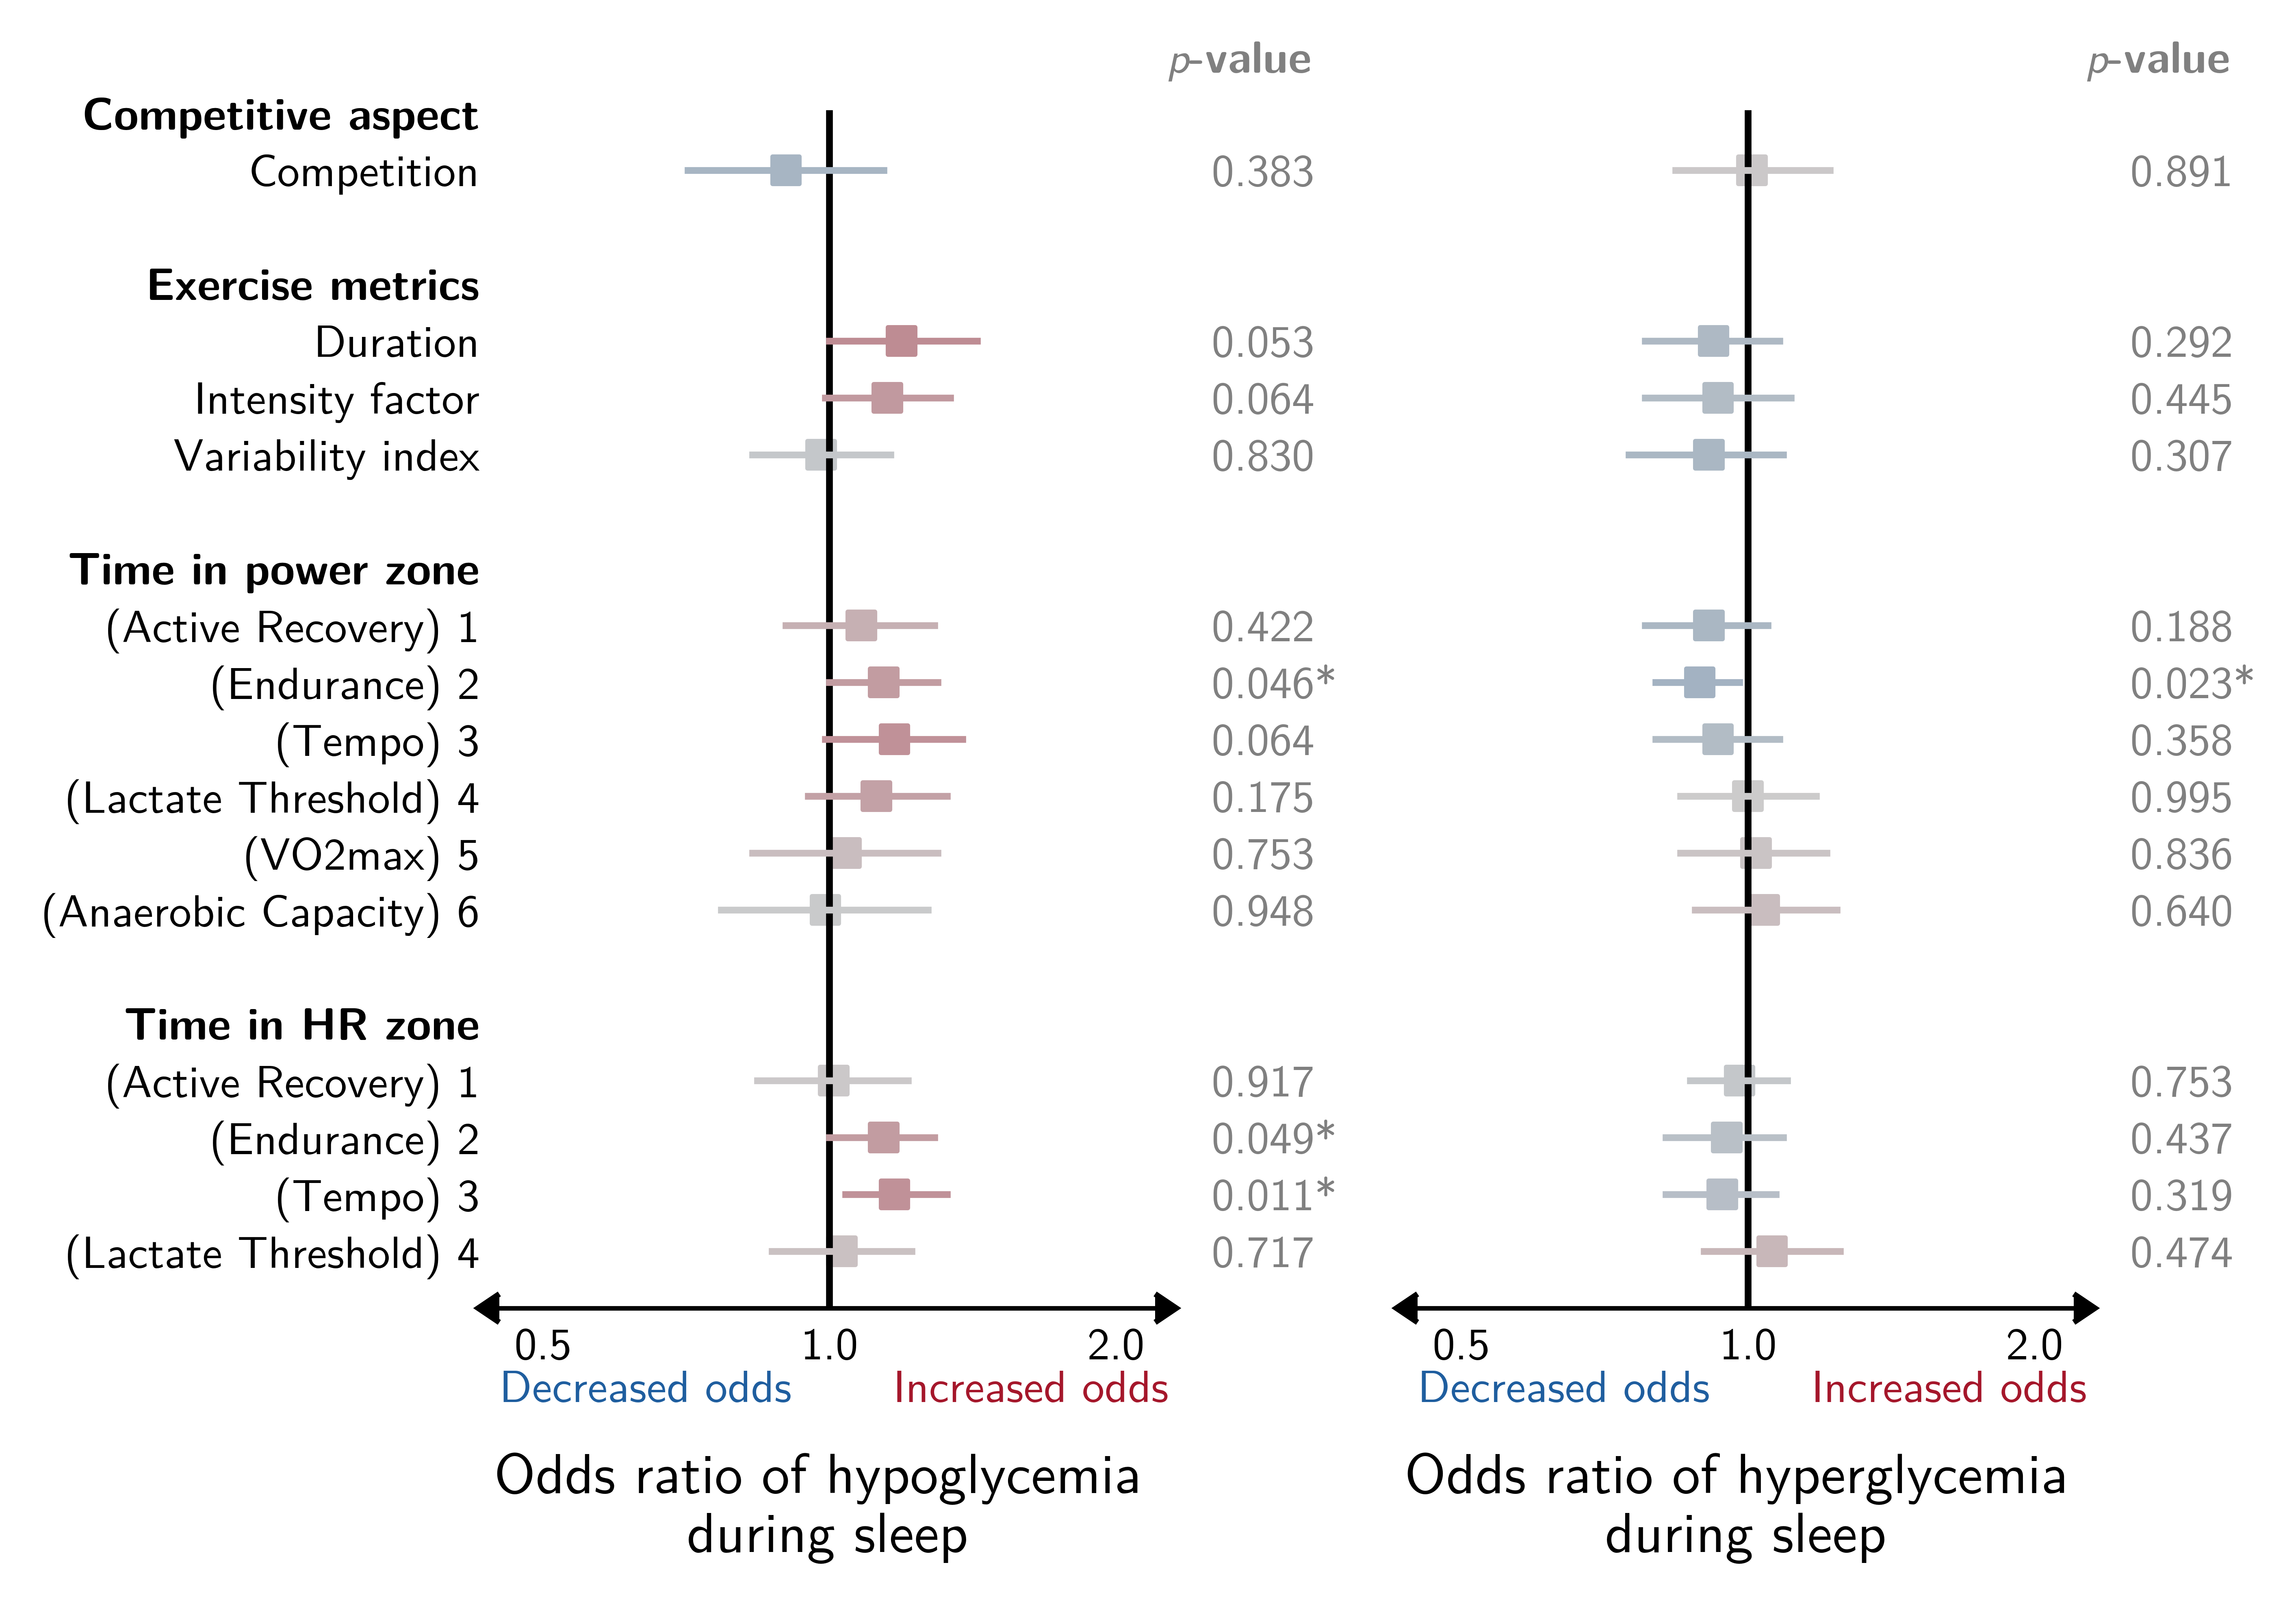 p-value p-value
Competitive aspect
Competition 0.383 0.891
Exercise metrics
Duration 0.053 0.292
Intensity factor 0.064 0.445
Variability index 0.830 0.307
Time in power zone
(Active Recovery) 1 0.422 0.188
(Endurance) 2 0.046* 0.023*
(Tempo) 3 0.064 0.358
(Lactate Threshold) 4 0.175 0.995
(VO2max) 5 0.753 0.836
(Anaerobic Capacity) 6 0.948 0.640
Time in HR zone
(Active Recovery) 1 0.917 0.753
(Endurance) 2 0.049* 0.437
(Tempo) 3 0.011* 0.319
(Lactate Threshold) 4 0.717 0.474
0.5 1.0 2.0 0.5 1.0 2.0
Decreased odds Increased odds Decreased odds Increased odds
Odds ratio of hypoglycemia
during sleep
Odds ratio of hyperglycemia
during sleep